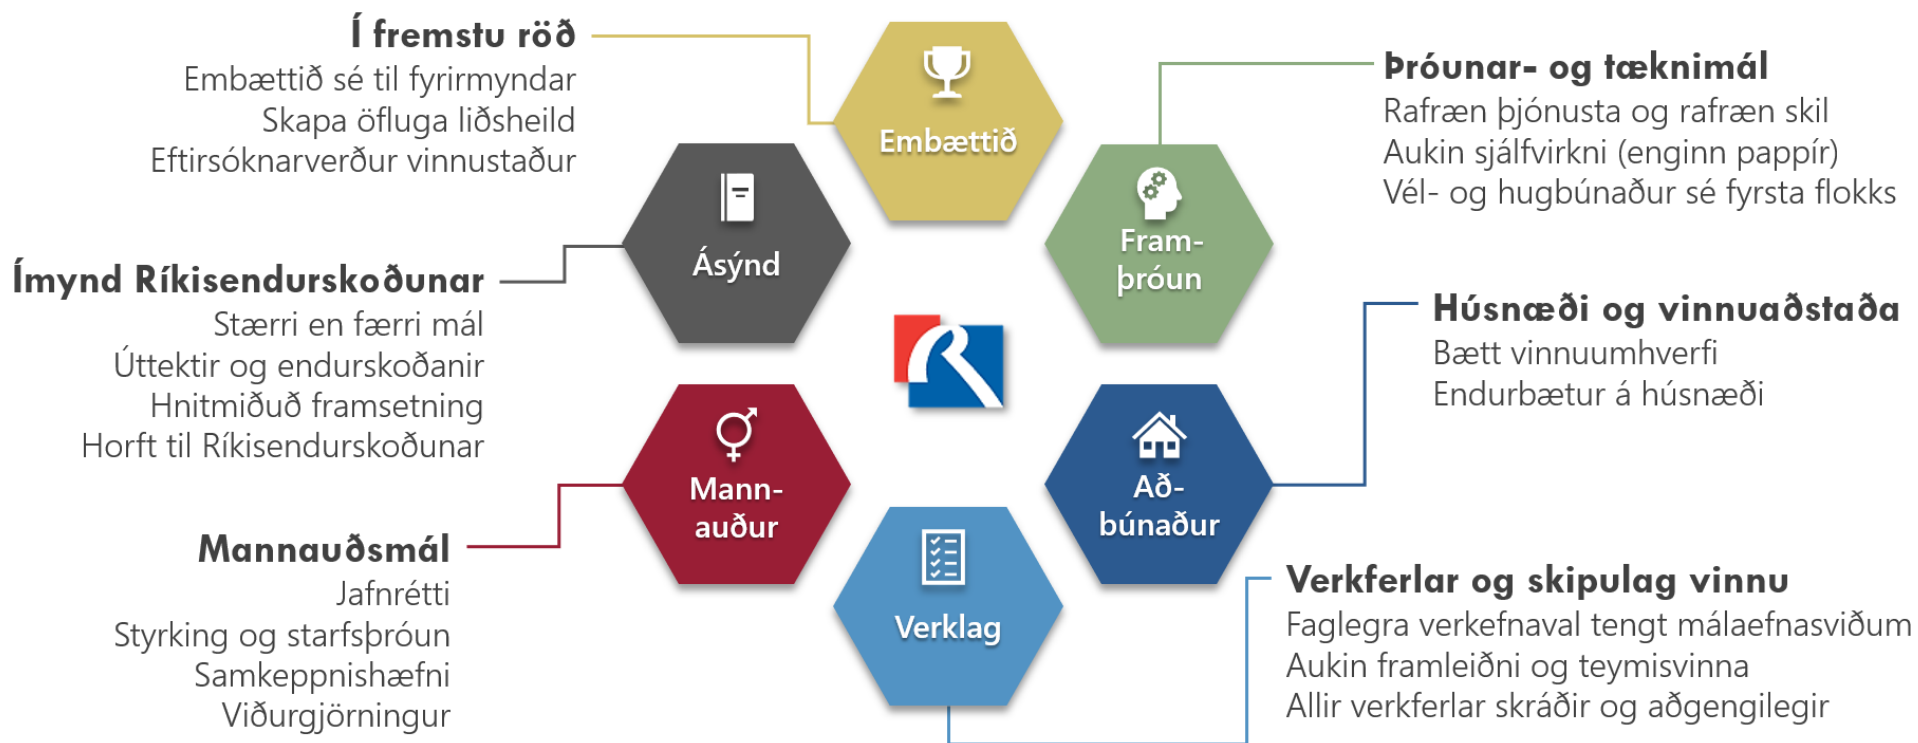 Í fremstu röð
Embættið sé til fyrirmyndar
Skapa öfluga liðsheild
Eftirsóknarverður vinnustaður
Embættið
Þróunar- og tæknimál
Rafræn þjónusta og rafræn skil
Aukin sjálfvirkni (enginn pappír)
Vél- og hugbúnaður sé fyrsta flokks
Fram-
þróun
Ásýnd
Ímynd Ríkisendurskoðunar
Stærri en færri mál
Úttektir og endurskoðanir
Hnitmiðuð framsetning
Horft til Ríkisendurskoðunar
Húsnæði og vinnuaðstaða
Bætt vinnuumhverfi
Endurbætur á húsnæði
Að-
búnaður
Mann-
auður
Mannauðsmál
Jafnrétti
Styrking og starfsþróun
Samkeppnishæfni
Viðurgjörningur
Verklag
Verkferlar og skipulag vinnu
Faglegra verkefnaval tengt málaefnasviðum
Aukin framleiðni og teymisvinna
Allir verkferlar skráðir og aðgengilegir